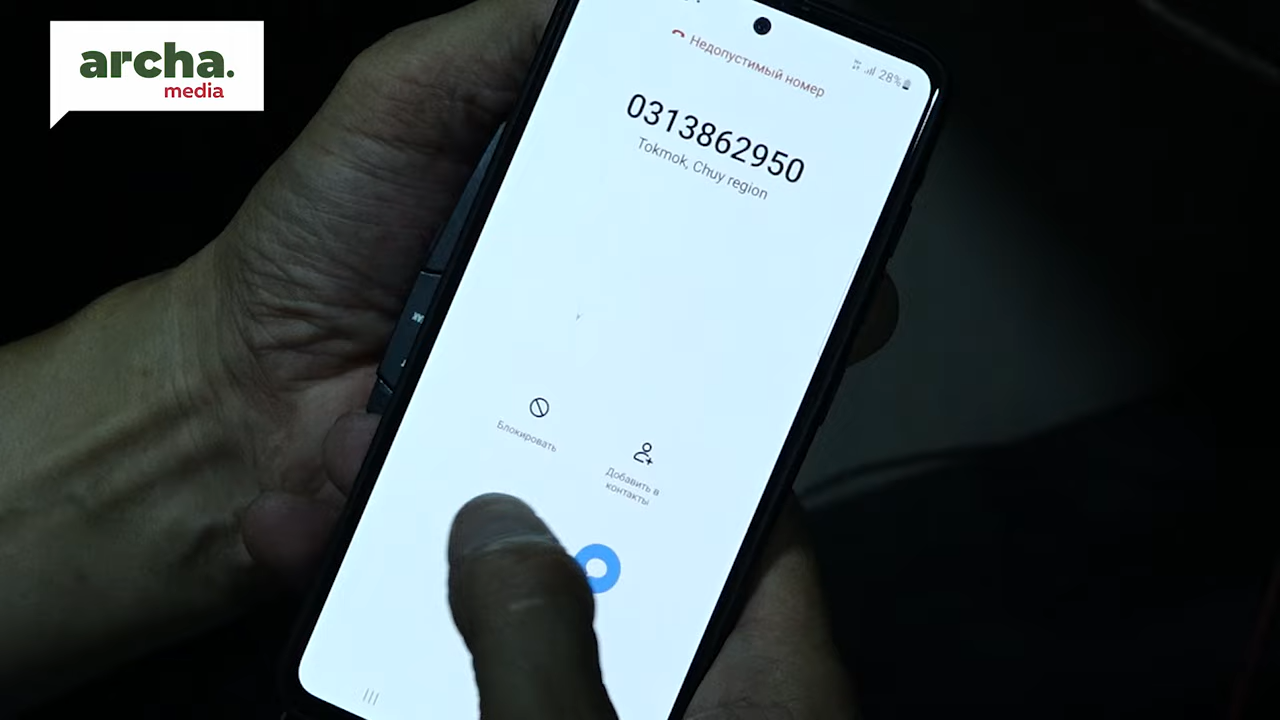 archa.
media
Недопустимый номер
28%
0313862950
Tokmok, Chuy region
Блокировать
Добавить в
контакты